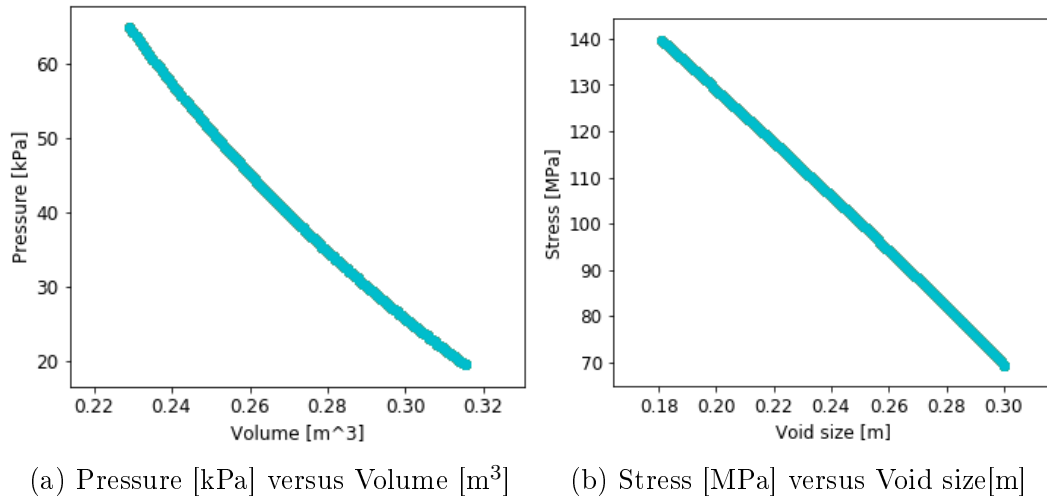 60
50
40
30
20
Pressure [kPa]
0.22 0.24 0.26 0.28 0.30 0.32
Volume [m^3]
140
130
120
110
100
90
80
70
Stress [MPa]
0.18 0.20 0.22 0.24 0.26 0.28 0.30
Void size [m]
(a) Pressure [kPa] versus Volume [m³]
(b) Stress [MPa] versus Void size[m]